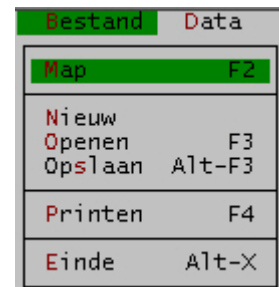 Bestand Data
Map F2
Nieuw
Openen F3
Opslaan Alt-F3
Printen F4
Einde Alt-X